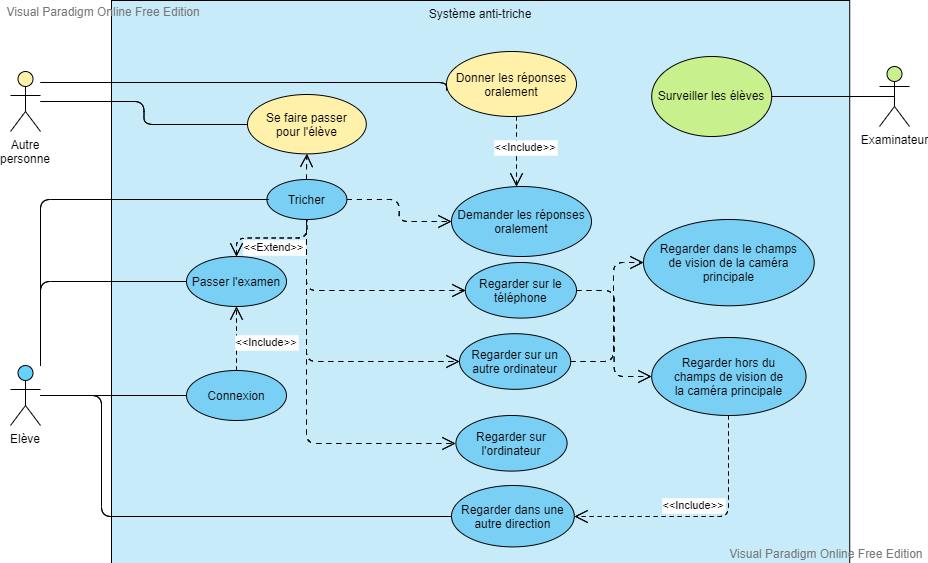 Visual Paradigm Online Free Edition
Système anti-triche
Donner les réponses
oralement
Surveiller les élèves
Se faire passer
pour l'élève
Autre
personne
Examinateur
<<Include>>
Tricher
Demander les réponses
oralement
<<Extend>>
Passer l'examen
Regarder dans le champs
de vision de la caméra
principale
Regarder sur le
téléphone
<<Include>>
Regarder sur un
autre ordinateur
Regarder hors du
champs de vision de
la caméra principale
Connexion
Elève
Regarder sur
l'ordinateur
<<Include>>
Regarder dans une
autre direction
Visual Paradigm Online Free Edition